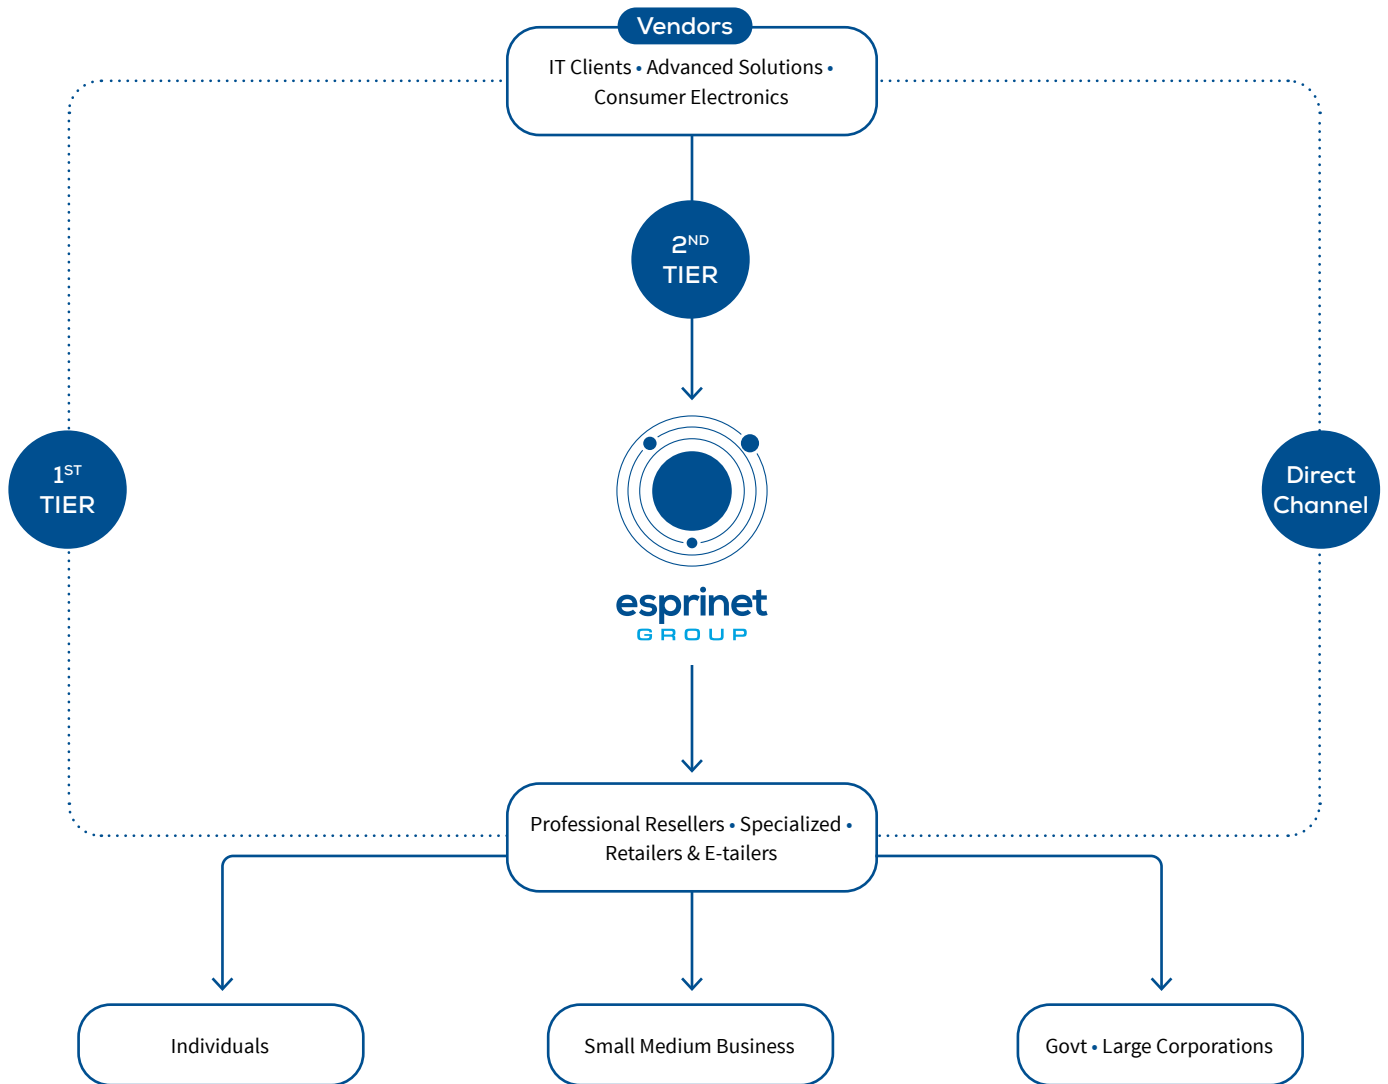 Vendors
IT Clients • Advanced Solutions •
Consumer Electronics
2ND
TIER
1ST
TIER
Direct
Channel
esprinet
GROUP
Professional Resellers • Specialized •
Retailers & E-tailers
Individuals
Small Medium Business
Govt • Large Corporations